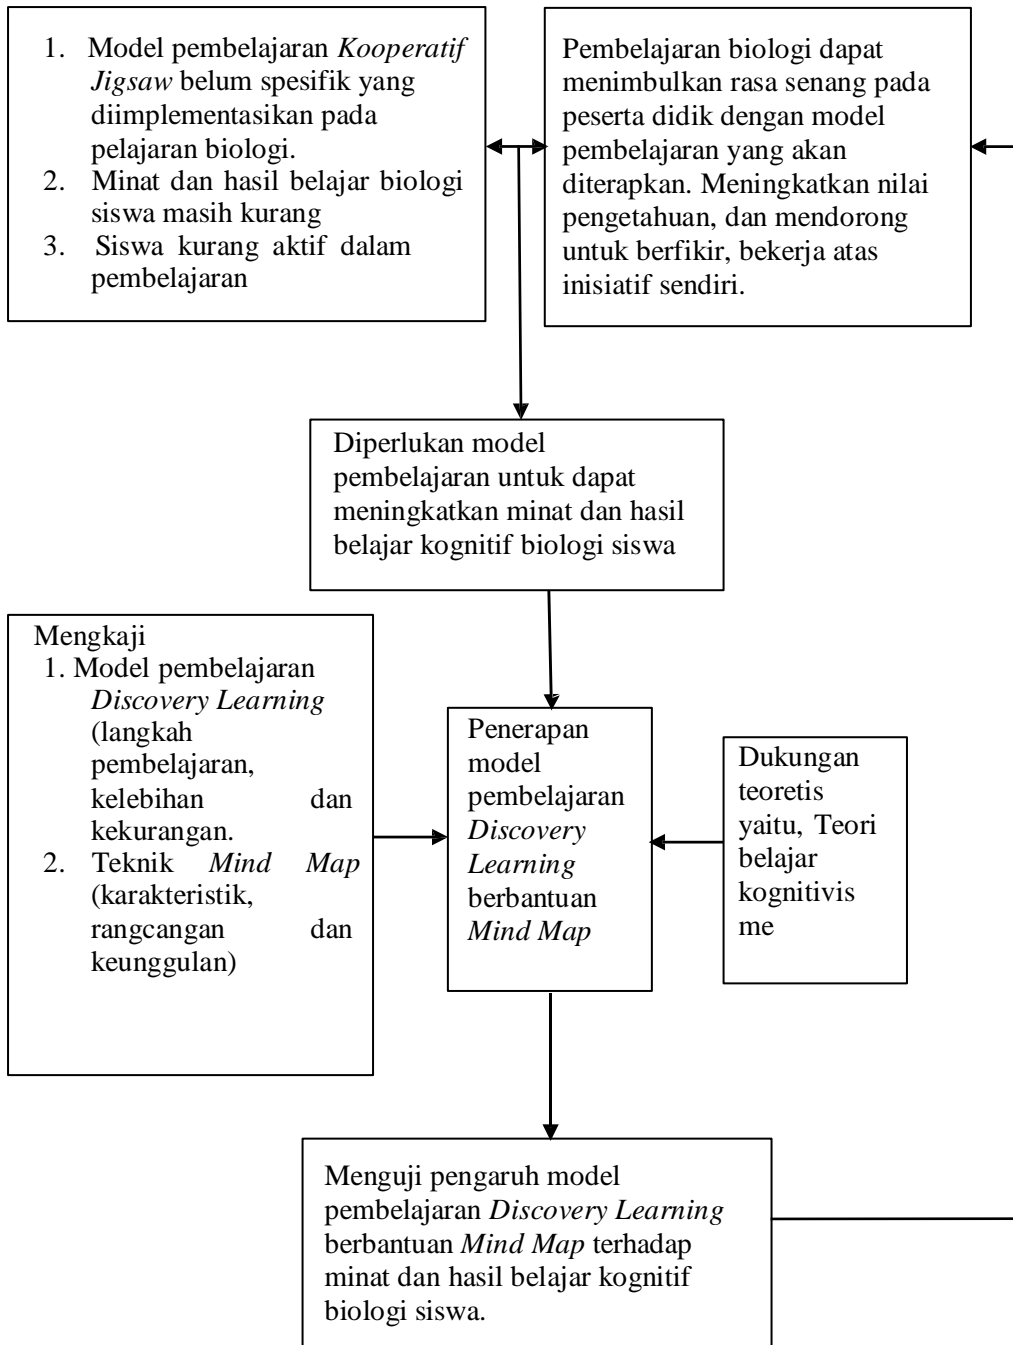 1. Model pembelajaran Kooperatif
Jigsaw belum spesifik yang
diimplementasikan pada
pelajaran biologi.
2. Minat dan hasil belajar biologi
siswa masih kurang
3. Siswa kurang aktif dalam
pembelajaran
Pembelajaran biologi dapat
menimbulkan rasa senang pada
peserta didik dengan model
pembelajaran yang akan
diterapkan. Meningkatkan nilai
pengetahuan, dan mendorong
untuk berfikir, bekerja atas
inisiatif sendiri.
Diperlukan model
pembelajaran untuk dapat
meningkatkan minat dan hasil
belajar kognitif biologi siswa
Mengkaji
1. Model pembelajaran
Discovery Learning
(langkah
pembelajaran,
kelebihan dan
kekurangan.
2. Teknik Mind Map
(karakteristik,
rangcangan dan
keunggulan)
Penerapan
model
pembelajaran
Discovery
Learning
berbantuan
Mind Map
Dukungan
teoretis
yaitu, Teori
belajar
kognitivis
me
Menguji pengaruh model
pembelajaran Discovery Learning
berbantuan Mind Map terhadap
minat dan hasil belajar kognitif
biologi siswa.